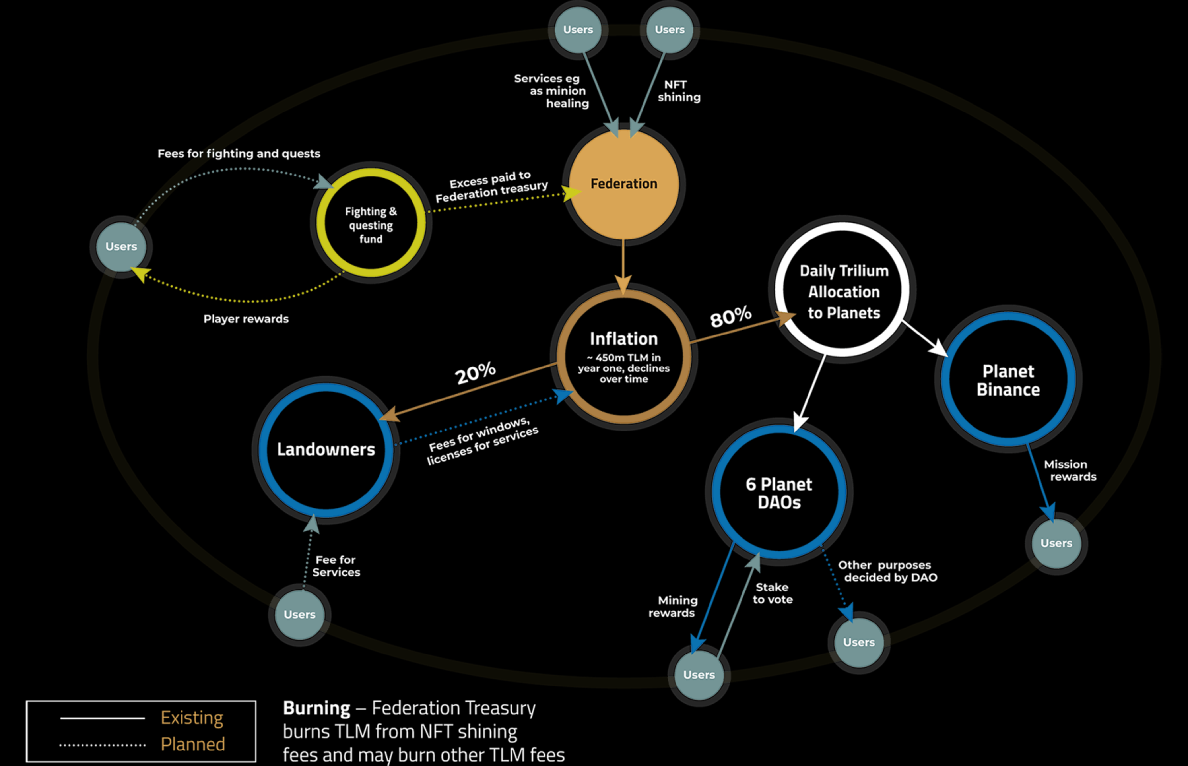 Users
Users
Services eg
as minion
healing
NFT
shining
Fees for fighting and quests
Excess paid to
Federation treasury
Federation
Fighting &
questing
fund
Users
Player rewards
Daily Trilium
Allocation
to Planets
80%
Inflation
~ 450m TLM in
year one, declines
over time
20%
Planet
Binance
Fees for windows,
licenses for services
Landowners
Mission
rewards
6 Planet
DAOs
Users
Fee for
Services
Other purposes
decided by DAO
Stake
to vote
Mining
rewards
Users
Users
Users
Existing
Planned
Burning – Federation Treasury
burns TLM from NFT shining
fees and may burn other TLM fees